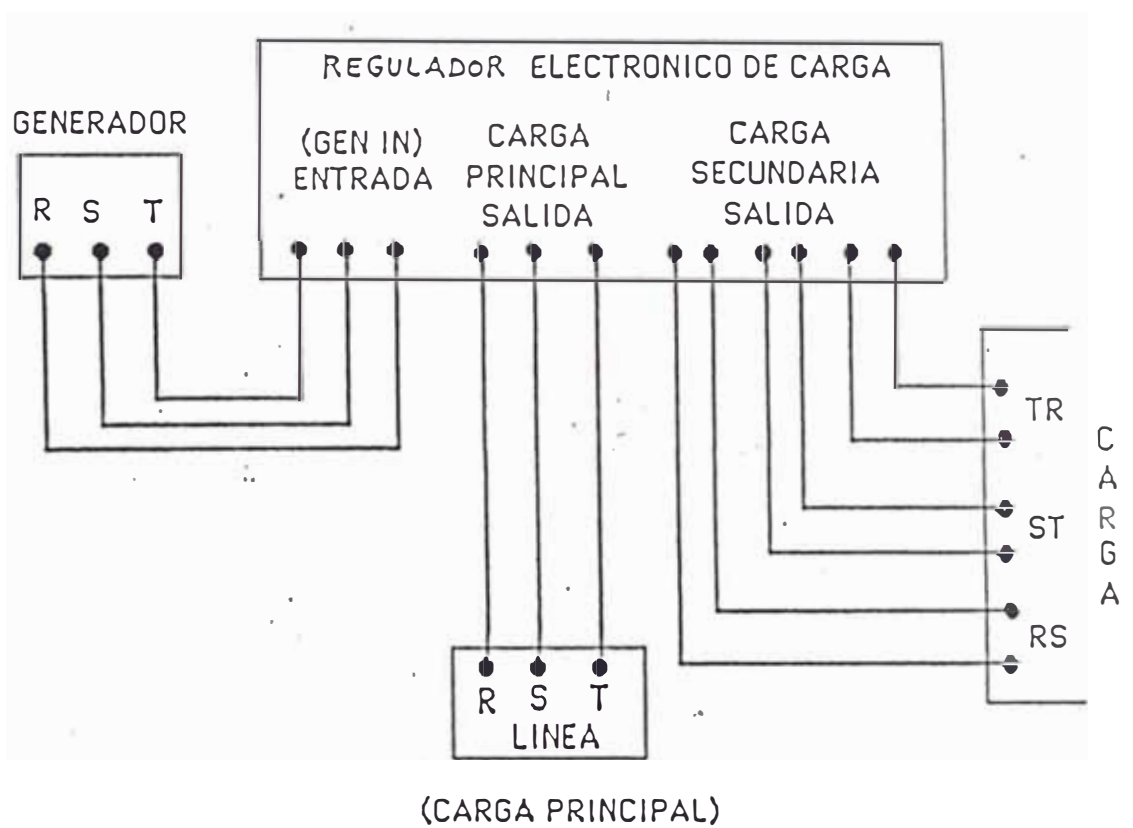 REGULADOR ELECTRONICO DE CARGA
GENERADOR
R S T
(GEN IN)
ENTRADA
CARGA
PRINCIPAL
SALIDA
CARGA
SECUNDARIA
SALIDA
TR
ST
RS
CARGA
R S T
LINEA
(CARGA PRINCIPAL)